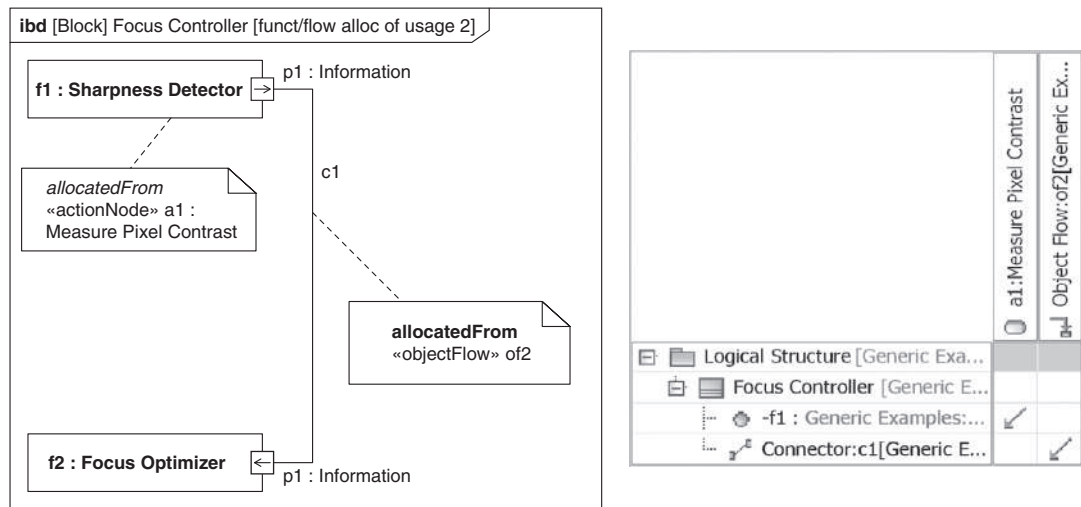 ibd [Block] Focus Controller [funct/flow alloc of usage 2]
p1 : Information
f1 : Sharpness Detector
c1
allocatedFrom
«actionNode» a1 :
Measure Pixel Contrast
allocatedFrom
«objectFlow» of2
f2 : Focus Optimizer
p1 : Information
a1:Measure Pixel Contrast
Object Flow:of2[Generic Ex...
Logical Structure [Generic Exa...
Focus Controller [Generic E...
-f1 : Generic Examples:...
Connector:c1[Generic E...